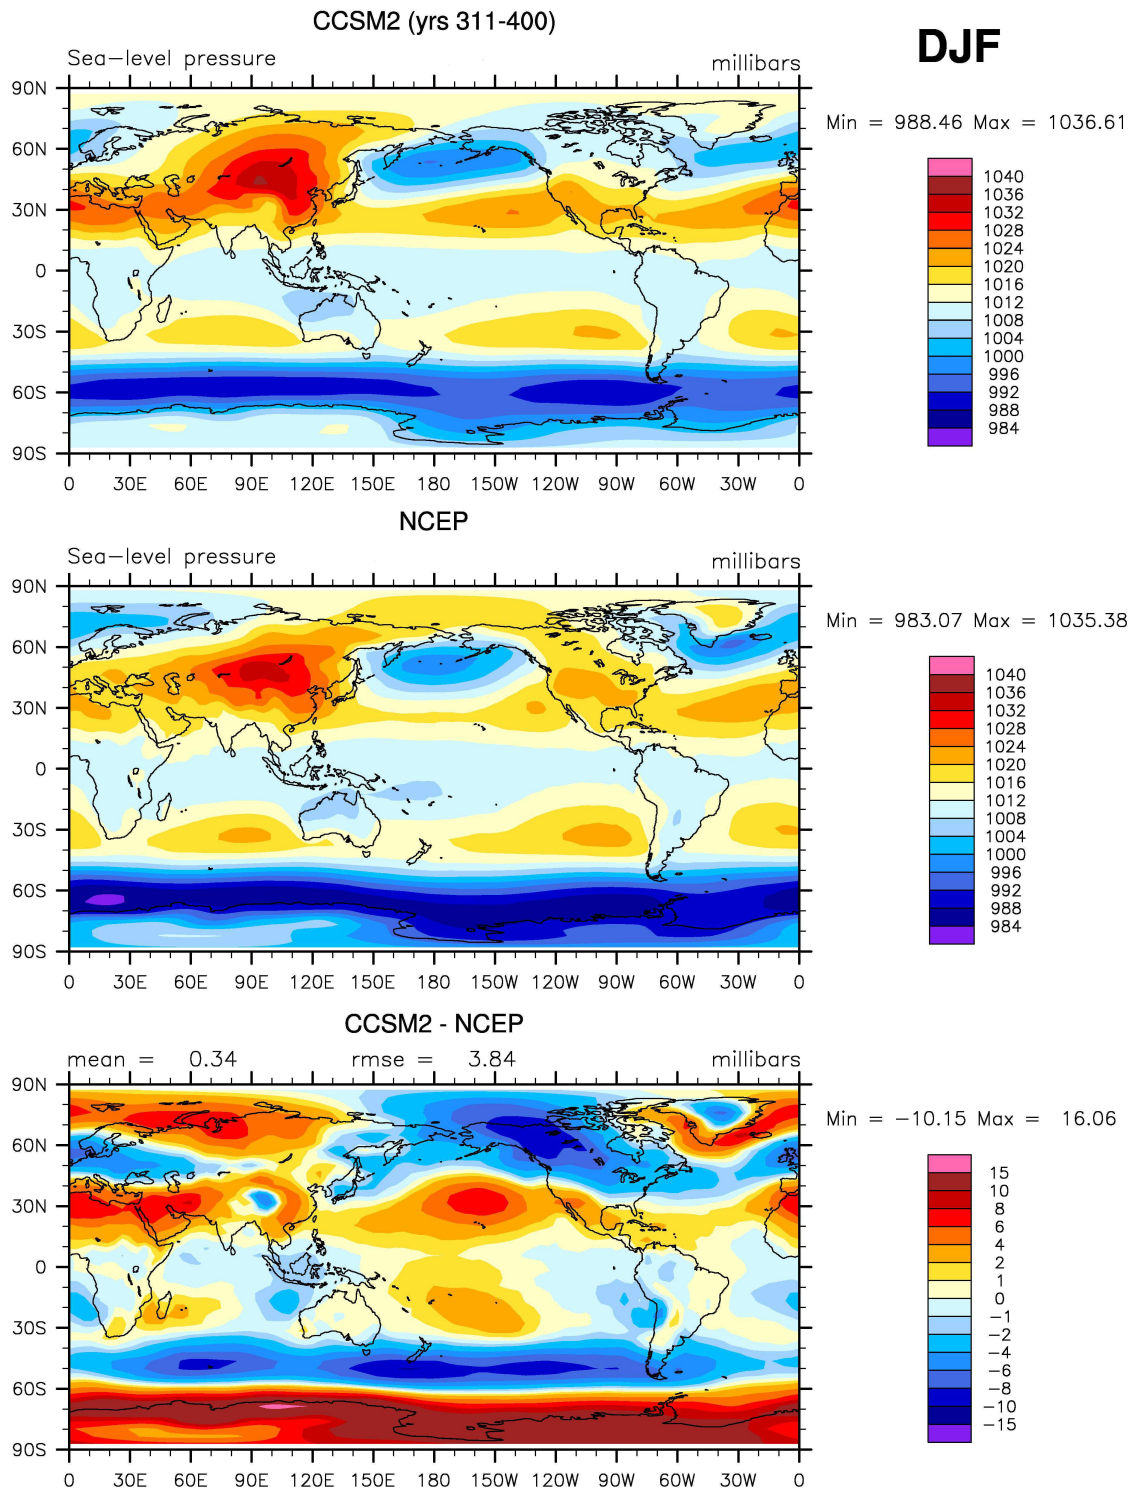 CCSM2 (yrs 311-400)
DJF
Sea-level pressure millibars
Min = 988.46 Max = 1036.61
90N
60N
30N
0
30S
60S
90S
0 30E 60E 90E 120E 150E 180 150W 120W 90W 60W 30W 0
1040
1036
1032
1028
1024
1020
1016
1012
1008
1004
1000
996
992
988
984
NCEP
Sea-level pressure millibars
Min = 983.07 Max = 1035.38
90N
60N
30N
0
30S
60S
90S
0 30E 60E 90E 120E 150E 180 150W 120W 90W 60W 30W 0
1040
1036
1032
1028
1024
1020
1016
1012
1008
1004
1000
996
992
988
984
CCSM2 - NCEP
mean = 0.34 rmse = 3.84 millibars
Min = -10.15 Max = 16.06
90N
60N
30N
0
30S
60S
90S
0 30E 60E 90E 120E 150E 180 150W 120W 90W 60W 30W 0
15
10
8
6
4
2
1
0
-1
-2
-4
-6
-8
-10
-15